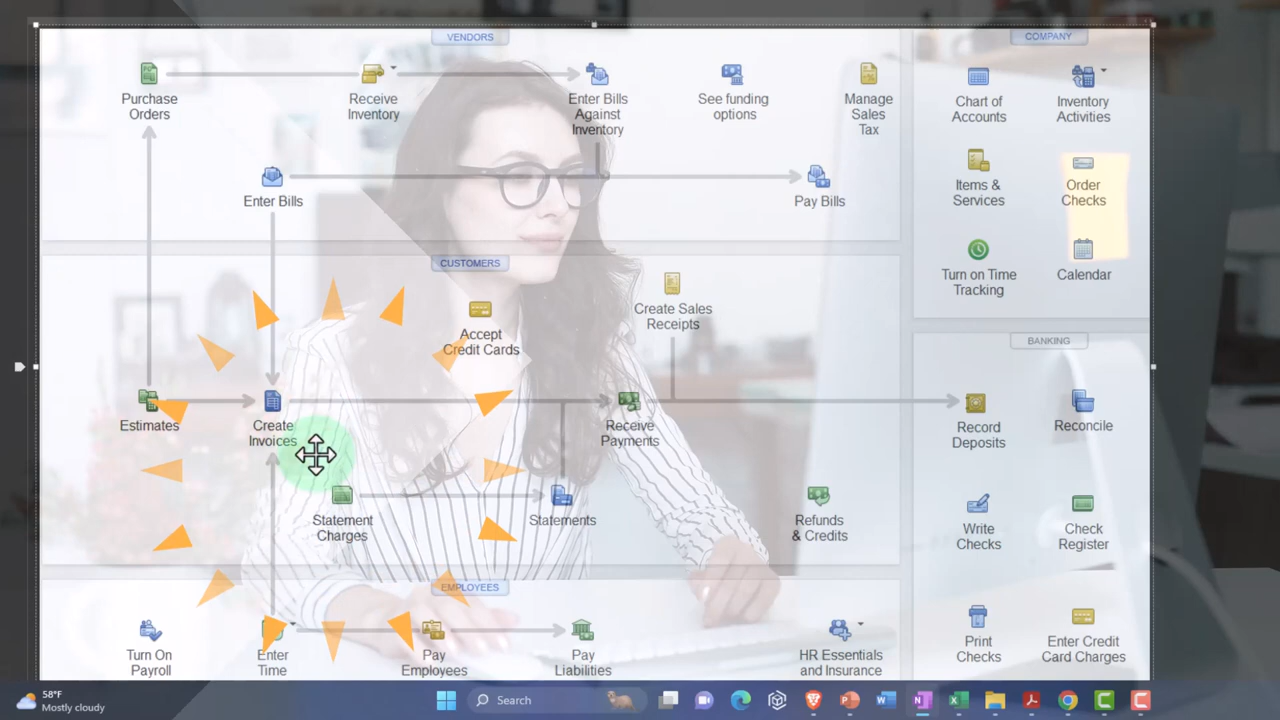 VENDORS
COMPANY
Purchase
Orders
Receive
Inventory
Enter Bills
Against
Inventory
See funding
options
Manage
Sales
Tax
Chart of
Accounts
Inventory
Activities
Enter Bills
Pay Bills
Items &
Services
Order
Checks
Turn on Time
Tracking
Calendar
CUSTOMERS
Accept
Credit Cards
Create Sales
Receipts
BANKING
Estimates
Create
Invoices
Receive
Payments
Record
Deposits
Reconcile
Statement
Charges
Statements
Refunds
& Credits
Write
Checks
Check
Register
EMPLOYEES
Turn On
Payroll
Enter
Time
Pay
Employees
Pay
Liabilities
HR Essentials
and Insurance
Print
Checks
Enter Credit
Card Charges
58°F
Mostly cloudy
Search